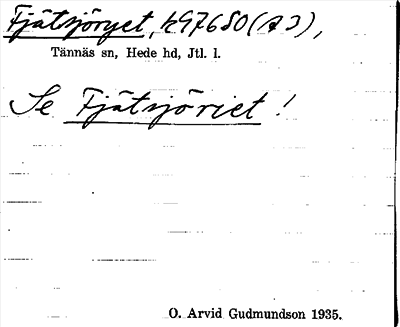 Fjätsjöryet, k97680 (A3),
Tännäs sn, Hede hd, Jtl. l.
Se Fjätsjöriet!
O. Arvid Gudmundson 1935.